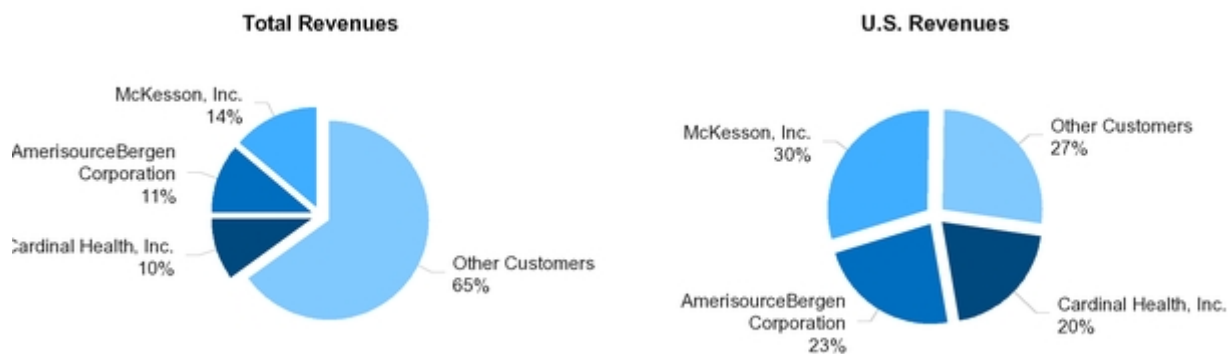 Total Revenues
McKesson, Inc.
14%
AmerisourceBergen
Corporation
11%
Cardinal Health, Inc.
10%
Other Customers
65%
U.S. Revenues
McKesson, Inc.
30%
Other Customers
27%
AmerisourceBergen
Corporation
23%
Cardinal Health, Inc.
20%